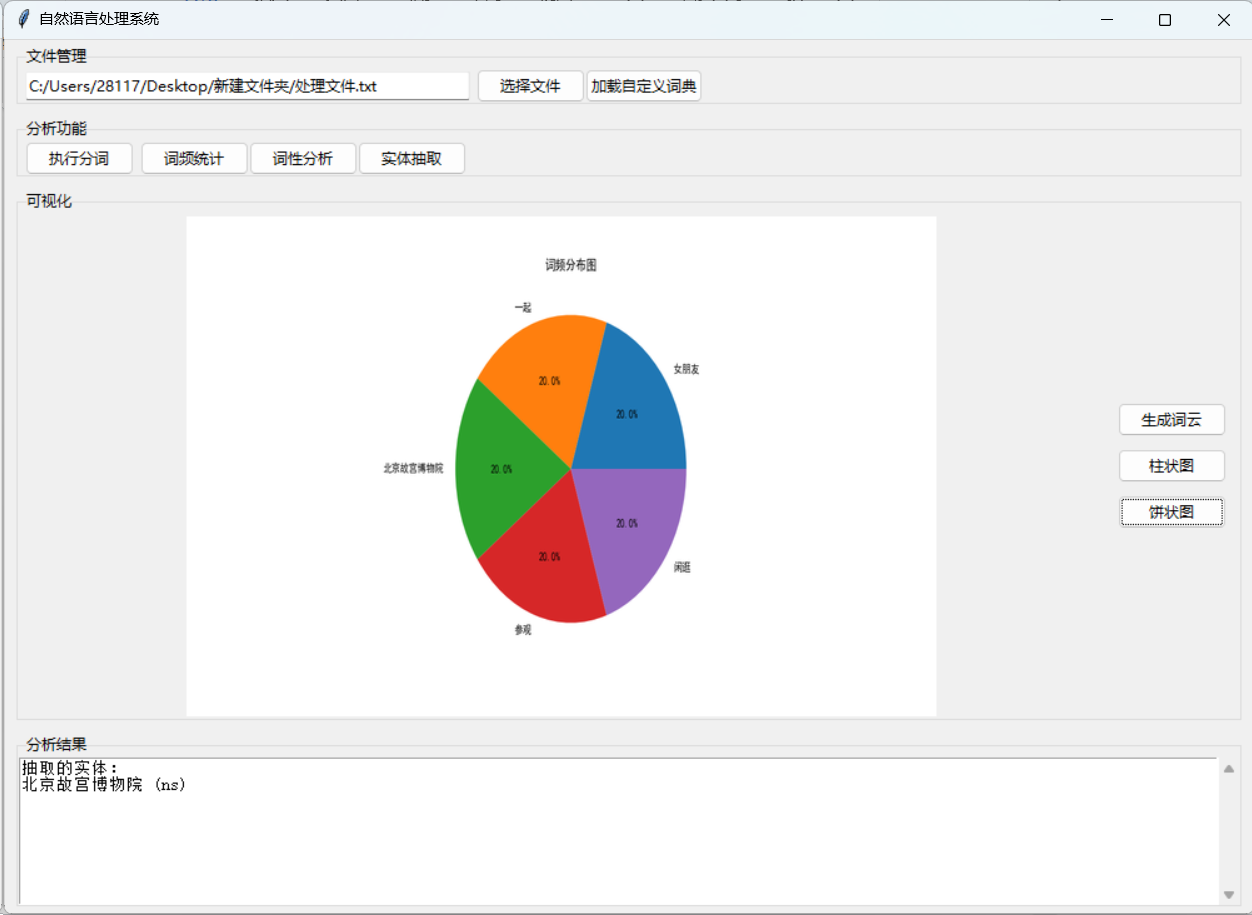 自然语言处理系统
文件管理
C:/Users/28117/Desktop/新建文件夹/处理文件.txt 选择文件 加载自定义词典
分析功能
执行分词 词频统计 词性分析 实体抽取
可视化
词频分布图
一起
女朋友
20.0%
20.0%
北京故宫博物院
20.0%
20.0%
20.0%
闲逛
参观
生成词云
柱状图
饼状图
分析结果
抽取的实体：
北京故宫博物院 (ns)